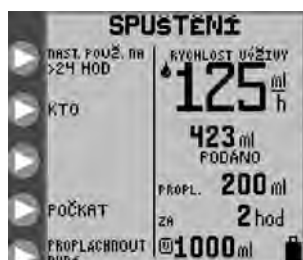 SPUŠTĚNÍ
NAST. POUŽ. NA
>24 HOD
KTO
POČKAT
PROPLÁCHNOUT
RYCHLOST VÝŽIVY
125 ml/h
423 ml
PODÁNO
PROPL. 200 ml
ZA 2 hod
1000 ml